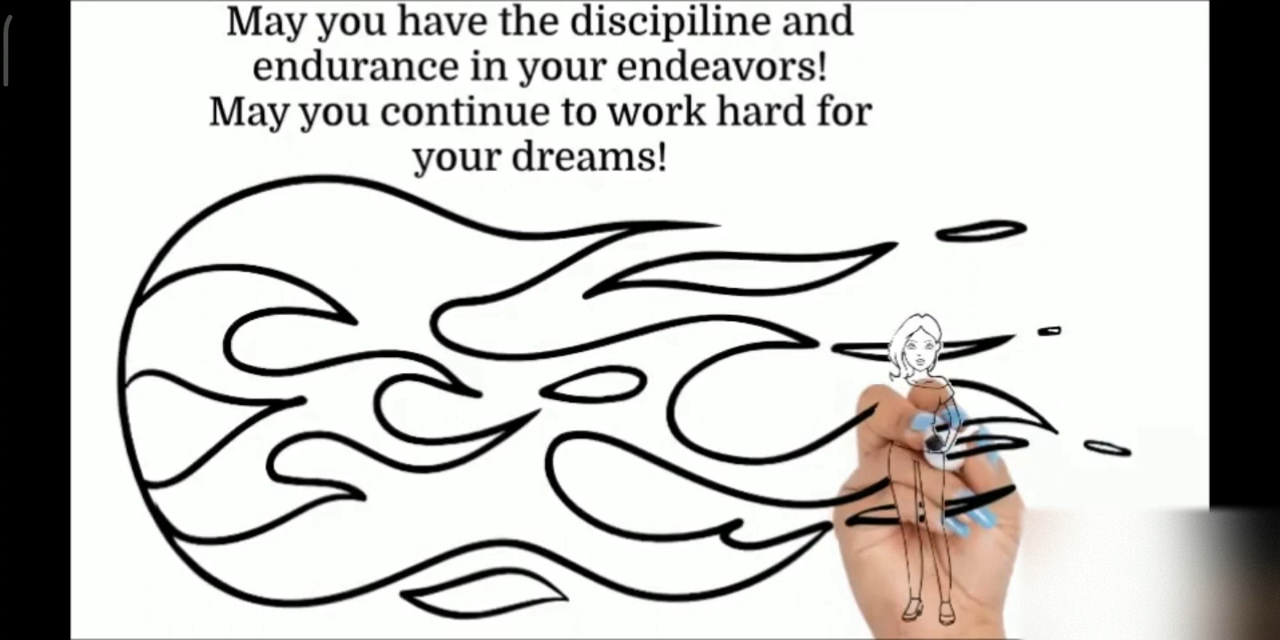 May you have the discipiline and
endurance in your endeavors!
May you continue to work hard for
your dreams!